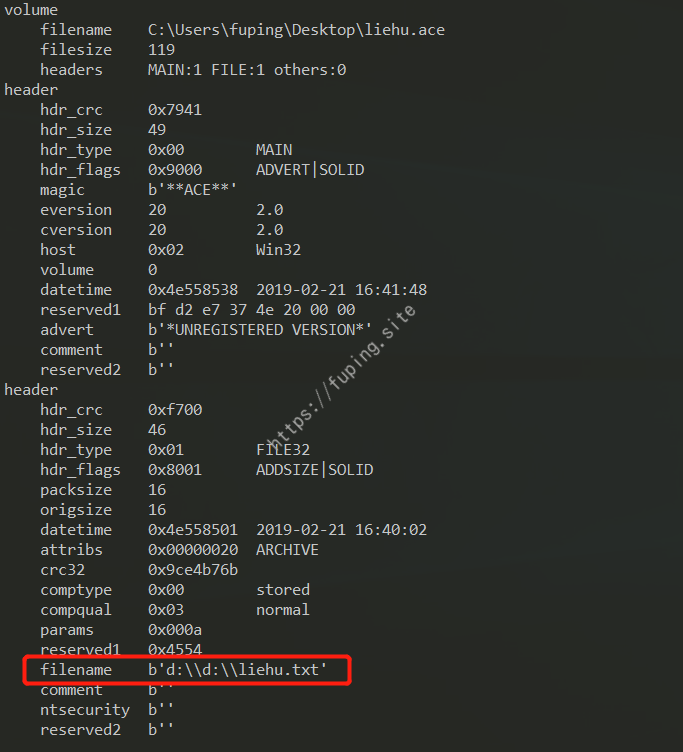 volume
filename C:\Users\fuping\Desktop\liehu.ace
filesize 119
headers MAIN:1 FILE:1 others:0
header
hdr_crc 0x7941
hdr_size 49
hdr_type 0x00 MAIN
hdr_flags 0x9000 ADVERT|SOLID
magic b'**ACE**'
eversion 20 2.0
cversion 20 2.0
host 0x02 Win32
volume 0
datetime 0x4e558538 2019-02-21 16:41:48
reserved1 bf d2 e7 37 4e 20 00 00
advert b'*UNREGISTERED VERSION*'
comment b''
reserved2 b''
header
hdr_crc 0xf700
hdr_size 46
hdr_type 0x01 FILE32
hdr_flags 0x8001 ADDSIZE|SOLID
packsize 16
origsize 16
datetime 0x4e558501 2019-02-21 16:40:02
attribs 0x00000020 ARCHIVE
crc32 0x9ce4b76b
comptype 0x00 stored
compqual 0x03 normal
params 0x000a
reserved1 0x4554
filename b'd:\\d:\\liehu.txt'
comment b''
ntsecurity b''
reserved2 b''
https://fuping.site